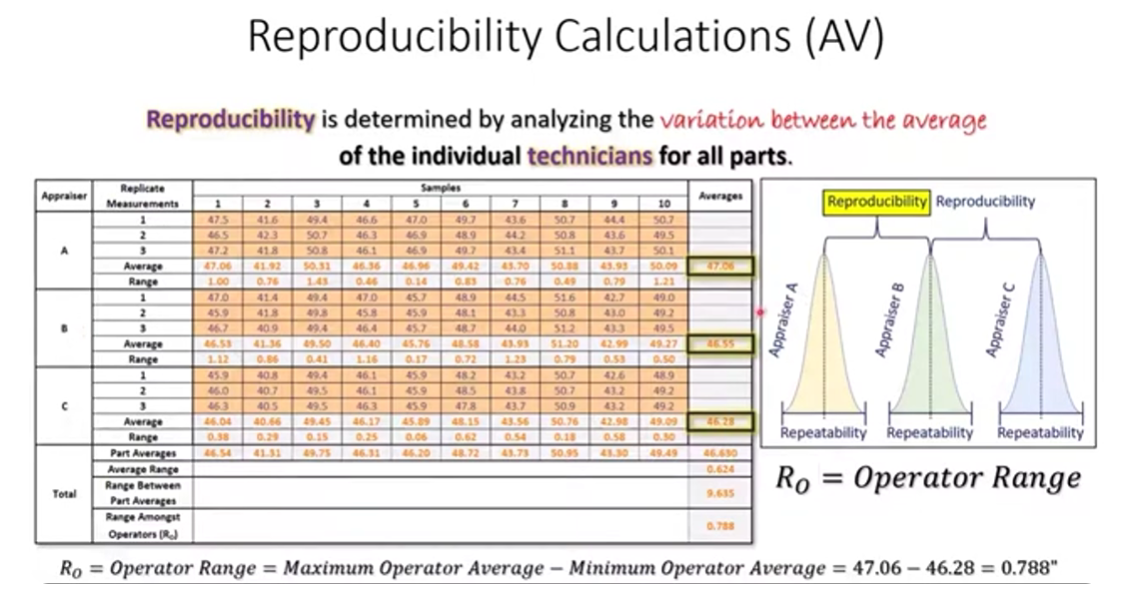 Reproducibility Calculations (AV)
Reproducibility is determined by analyzing the variation between the average
of the individual technicians for all parts.
Appraiser Replicate Measurements Samples Averages
1 2 3 4 5 6 7 8 9 10
A
1 47.5 41.6 49.4 46.6 47.0 49.7 43.6 50.7 44.4 50.7
2 46.5 42.3 50.7 46.3 46.9 48.9 44.2 50.8 43.6 49.5
3 47.2 41.8 50.8 46.1 46.9 49.7 43.4 51.1 43.7 50.1
Average 47.06 41.92 50.31 46.36 46.96 49.42 43.70 50.88 43.93 50.09 47.06
Range 1.00 0.76 1.43 0.46 0.14 0.83 0.76 0.49 0.79 1.21
B
1 47.0 41.4 49.4 47.0 45.7 48.9 44.5 51.6 42.7 49.0
2 45.9 41.8 49.8 45.8 45.9 48.1 43.3 50.8 43.0 49.2
3 46.7 40.9 49.4 46.4 45.7 48.7 44.0 51.2 43.3 49.5
Average 46.53 41.36 49.50 46.40 45.76 48.58 43.93 51.20 42.99 49.27 46.55
Range 1.12 0.86 0.41 1.16 0.17 0.72 1.23 0.79 0.53 0.50
C
1 45.9 40.8 49.4 46.1 45.9 48.2 43.2 50.7 42.6 48.9
2 46.0 40.7 49.5 46.1 45.9 48.5 43.8 50.7 43.2 49.2
3 46.3 40.5 49.5 46.3 45.9 47.8 43.7 50.9 43.2 49.2
Average 46.04 40.66 49.45 46.17 45.89 48.15 43.56 50.76 42.98 49.09 46.28
Range 0.38 0.29 0.15 0.25 0.06 0.62 0.54 0.18 0.58 0.30
Total
Part Averages 46.54 41.31 49.75 46.31 46.20 48.72 43.73 50.95 43.30 49.49 46.630
Average Range 0.624
Range Between
Part Averages 9.635
Range Amongst
Operators (Rₒ) 0.788
Reproducibility Reproducibility
Appraiser A
Appraiser B
Appraiser C
Repeatability Repeatability Repeatability
R_O = Operator Range
R_O = Operator Range = Maximum Operator Average − Minimum Operator Average = 47.06 − 46.28 = 0.788"